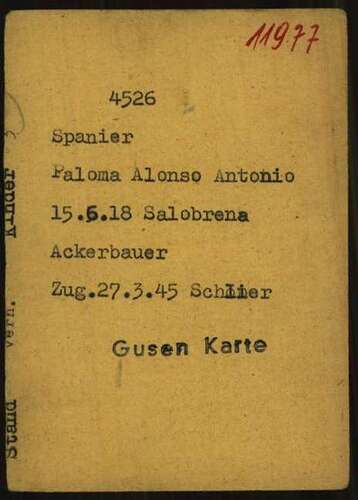 11977
4526
Spanier
Paloma Alonso Antonio
15.6.18 Salobrena
Ackerbauer
Zug.27.3.45 Schlier
Gusen Karte
Stand verh. Kinder